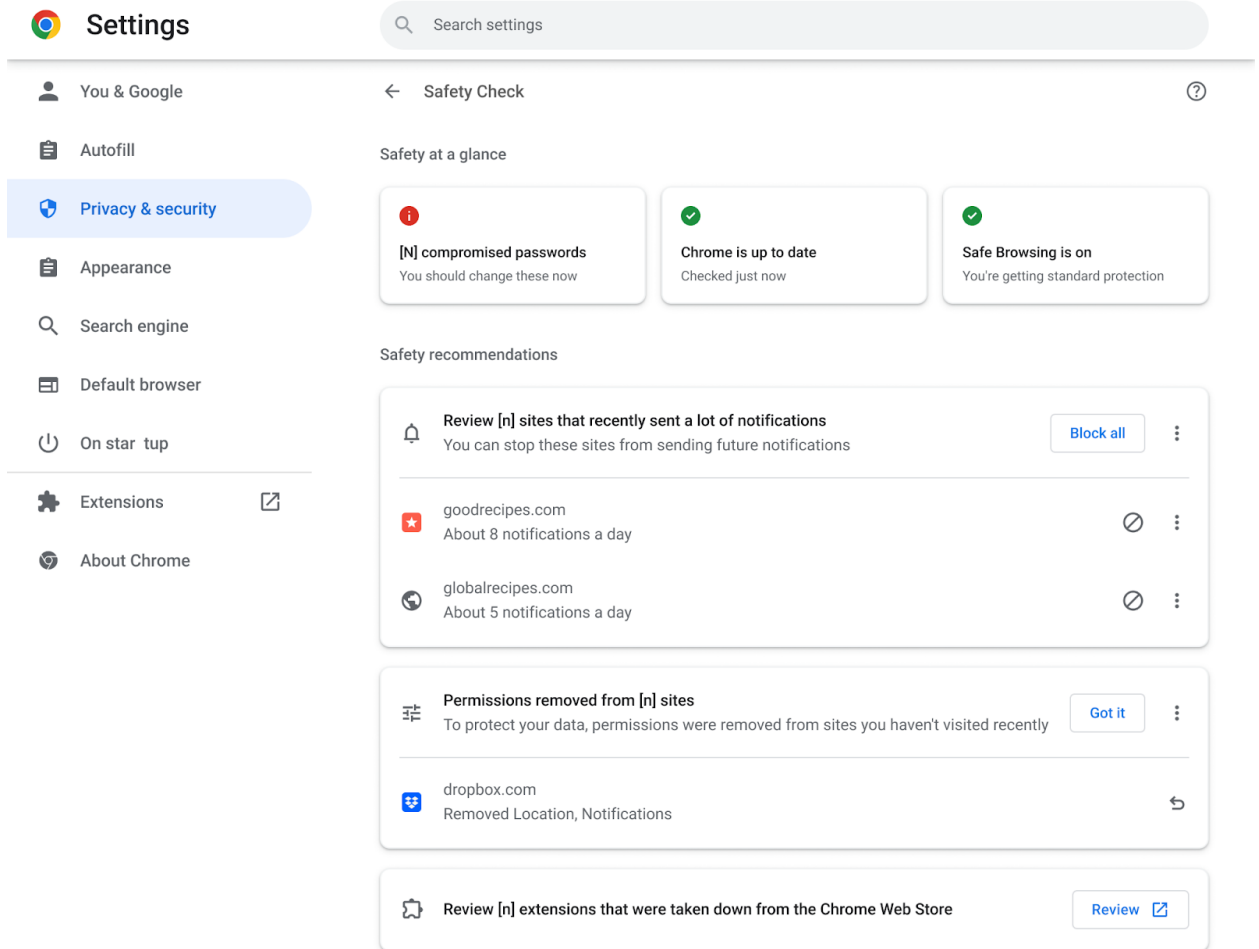 Settings
Search settings
You & Google
Autofill
Privacy & security
Appearance
Search engine
Default browser
On star tup
Extensions
About Chrome
Safety Check
Safety at a glance
[N] compromised passwords
You should change these now
Chrome is up to date
Checked just now
Safe Browsing is on
You're getting standard protection
Safety recommendations
Review [n] sites that recently sent a lot of notifications
You can stop these sites from sending future notifications
Block all
goodrecipes.com
About 8 notifications a day
globalrecipes.com
About 5 notifications a day
Permissions removed from [n] sites
To protect your data, permissions were removed from sites you haven't visited recently
Got it
dropbox.com
Removed Location, Notifications
Review [n] extensions that were taken down from the Chrome Web Store
Review